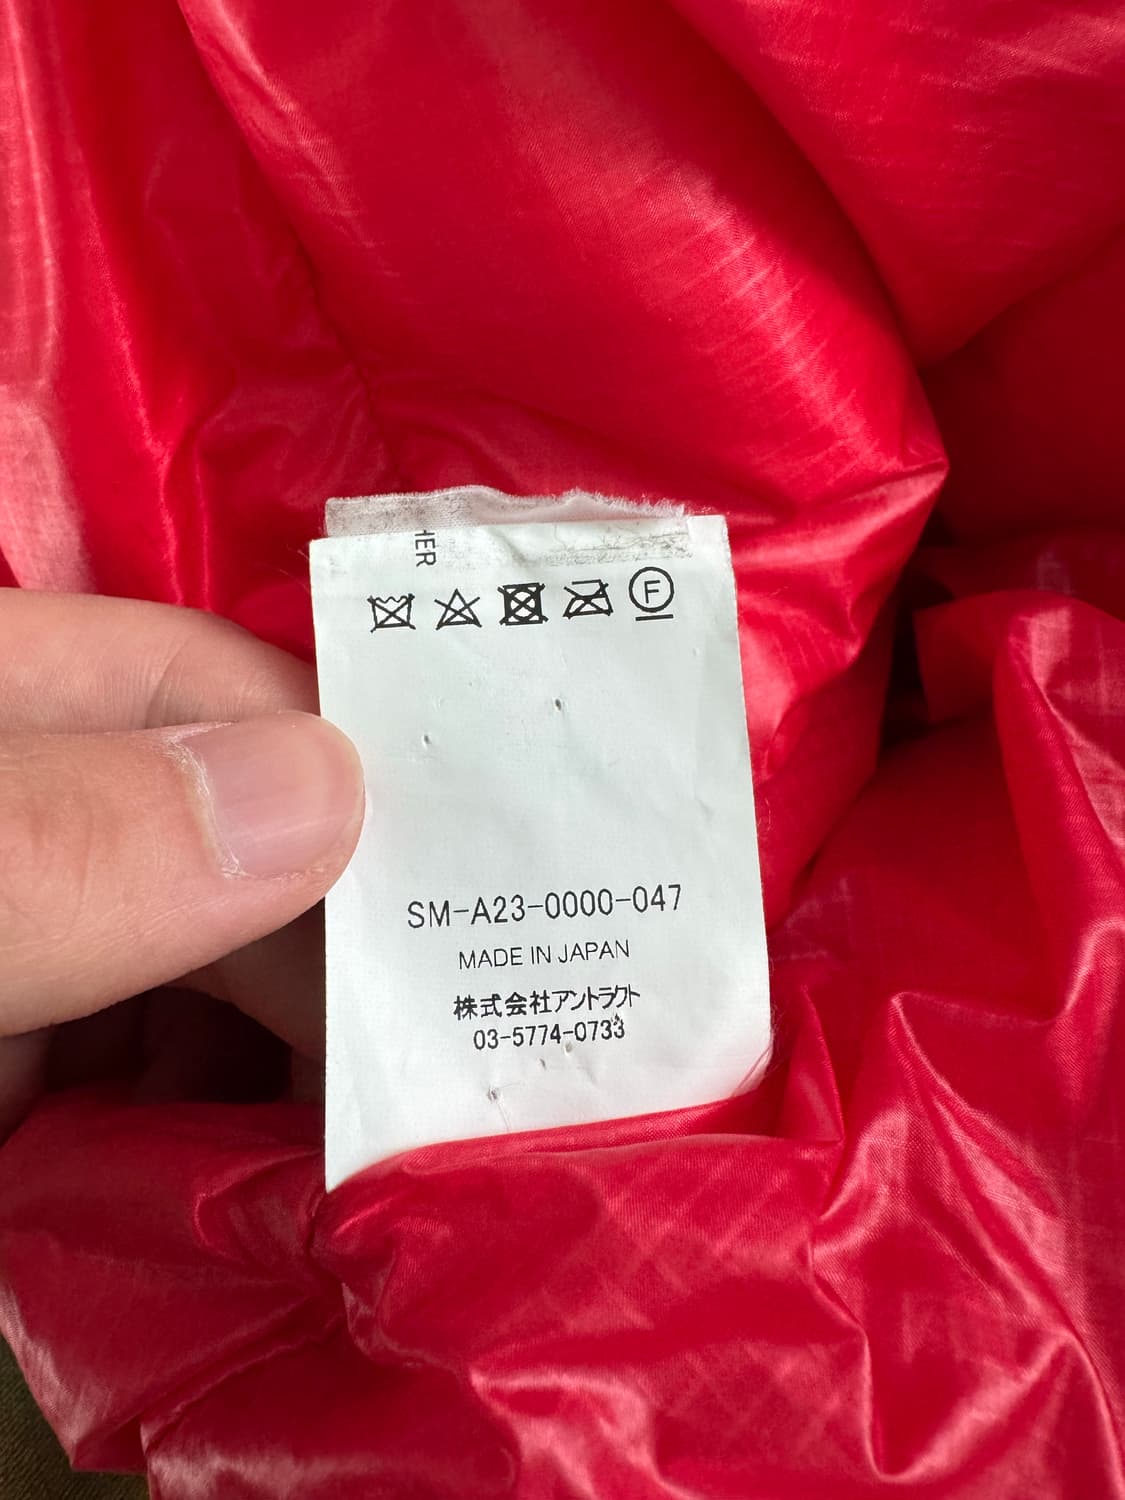 HER
F
SM-A23-0000-047
MADE IN JAPAN
株式会社アントラクト
03-5774-0733